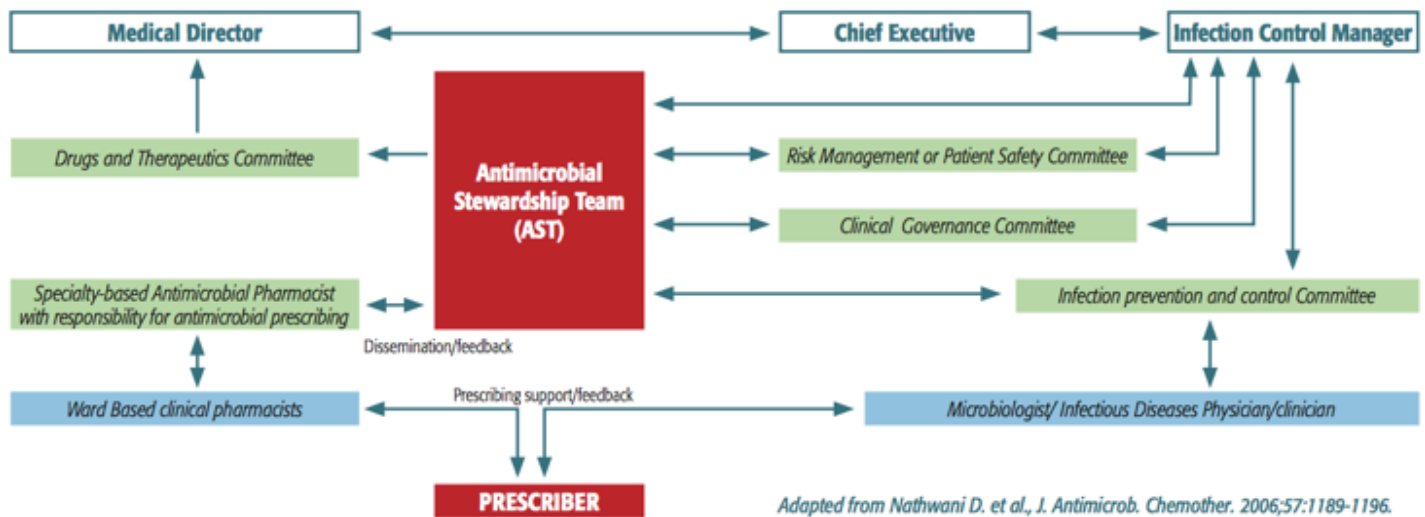 Medical Director
Chief Executive
Infection Control Manager
Antimicrobial
Stewardship Team
(AST)
Drugs and Therapeutics Committee
Risk Management or Patient Safety Committee
Clinical Governance Committee
Specialty-based Antimicrobial Pharmacist
with responsibility for antimicrobial prescribing
Infection prevention and control Committee
Dissemination/feedback
Ward Based clinical pharmacists
Prescribing support/feedback
Microbiologist/ Infectious Diseases Physician/clinician
PRESCRIBER
Adapted from Nathwani D. et al., J. Antimicrob. Chemother. 2006;57:1189-1196.